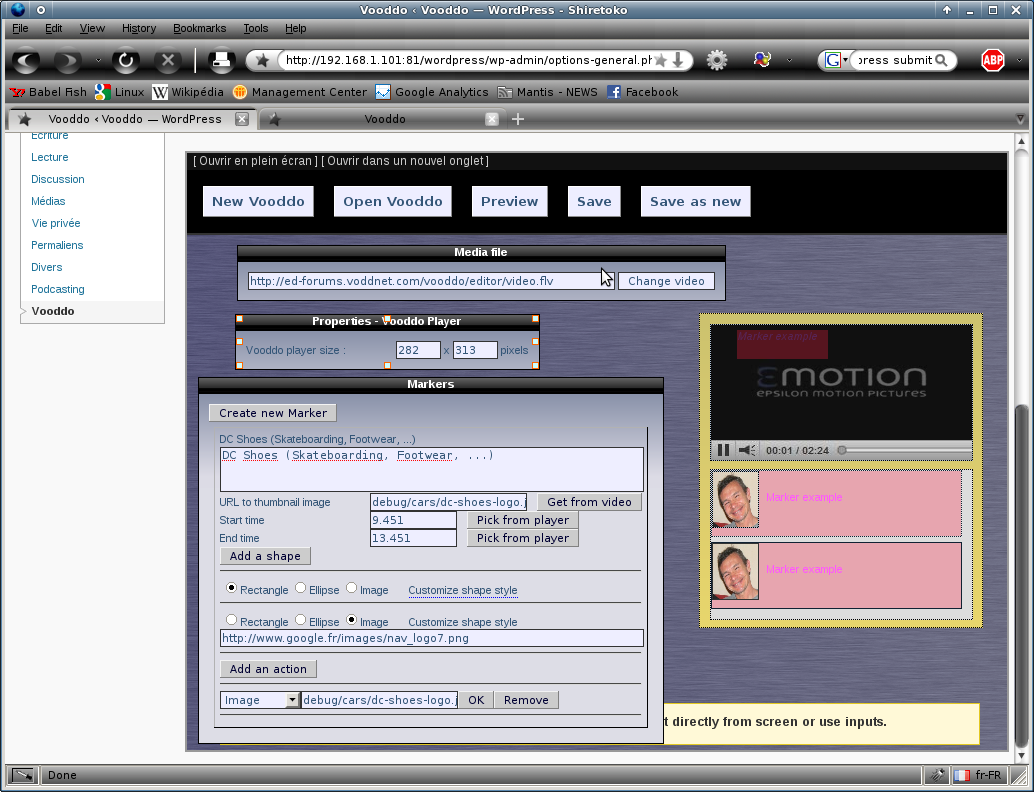 Vooddo ‹ Vooddo — WordPress - Shiretoko
File Edit View History Bookmarks Tools Help
http://192.168.1.101:81/wordpress/wp-admin/options-general.ph
press submit
ABP
Babel Fish Linux Wikipédia Management Center Google Analytics Mantis - NEWS Facebook
Vooddo ‹ Vooddo — WordPress
Vooddo
Écriture
Lecture
Discussion
Médias
Vie privée
Permaliens
Divers
Podcasting
Vooddo
[ Ouvrir en plein écran ] [ Ouvrir dans un nouvel onglet ]
New Vooddo Open Vooddo Preview Save Save as new
Media file
http://ed-forums.voddnet.com/vooddo/editor/video.flv Change video
Properties - Vooddo Player
Vooddo player size : 282 x 313 pixels
Markers
Create new Marker
DC Shoes (Skateboarding, Footwear, ...)
DC Shoes (Skateboarding, Footwear, ...)
URL to thumbnail image debug/cars/dc-shoes-logo.j Get from video
Start time 9.451 Pick from player
End time 13.451 Pick from player
Add a shape
Rectangle Ellipse Image Customize shape style
Rectangle Ellipse Image Customize shape style
http://www.google.fr/images/nav_logo7.png
Add an action
Image debug/cars/dc-shoes-logo.j OK Remove
Marker example
EMOTION
EPSILON MOTION PICTURES
00:01 / 02:24
Marker example
Marker example
t directly from screen or use inputs.
Done
fr-FR